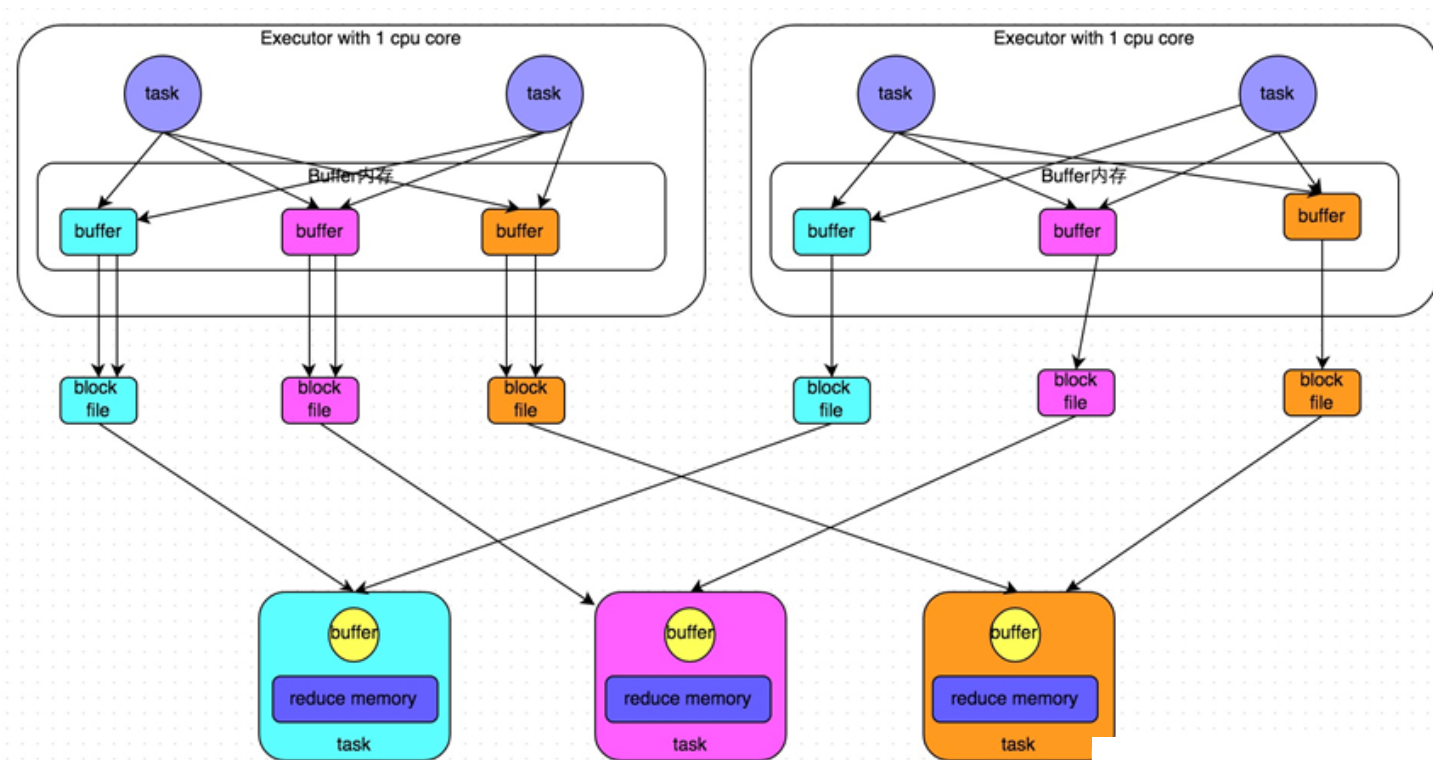 Executor with 1 cpu core
Executor with 1 cpu core
task
task
task
task
Buffer内存
Buffer内存
buffer
buffer
buffer
buffer
buffer
buffer
block
file
block
file
block
file
block
file
block
file
block
file
buffer
buffer
buffer
reduce memory
reduce memory
reduce memory
task
task
task